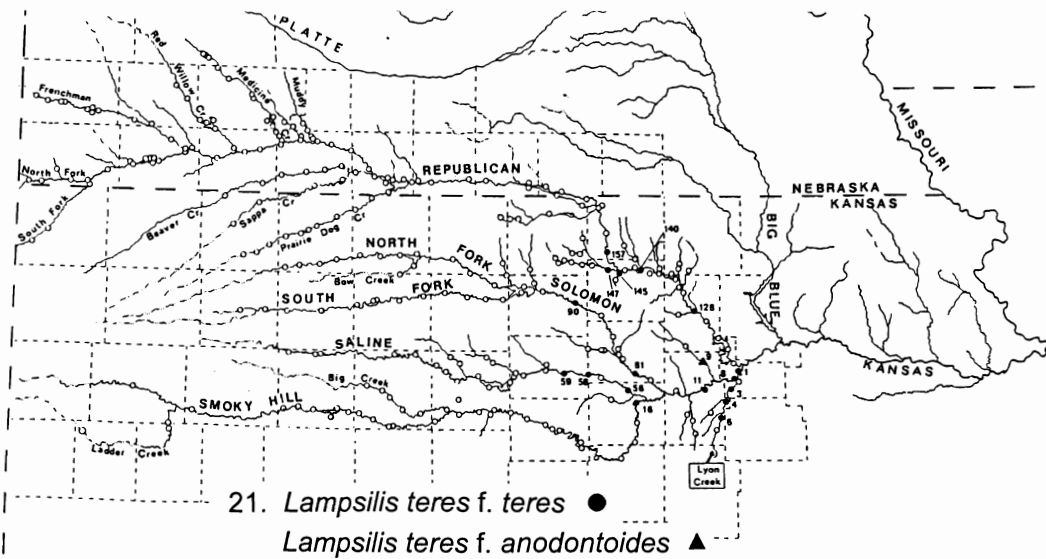 PLATTE
Red
Willow Cr.
Medicine
Cr.
Muddy
Frenchman
MISSOURI
North Fork
REPUBLICAN
NEBRASKA
KANSAS
South Fork
Beaver Cr.
Sappa Cr.
Prairie Dog Cr.
BIG
BLUE
140
157
NORTH FORK
Bow Creek
147
145
SOUTH FORK
SOLOMON
90
128
SALINE
KANSAS
Big Creek
81
59
58
56
11
1
3
4
6
16
SMOKY HILL
Ladder Creek
Lyon
Creek
21. Lampsilis teres f. teres ●
Lampsilis teres f. anodontoides ▲